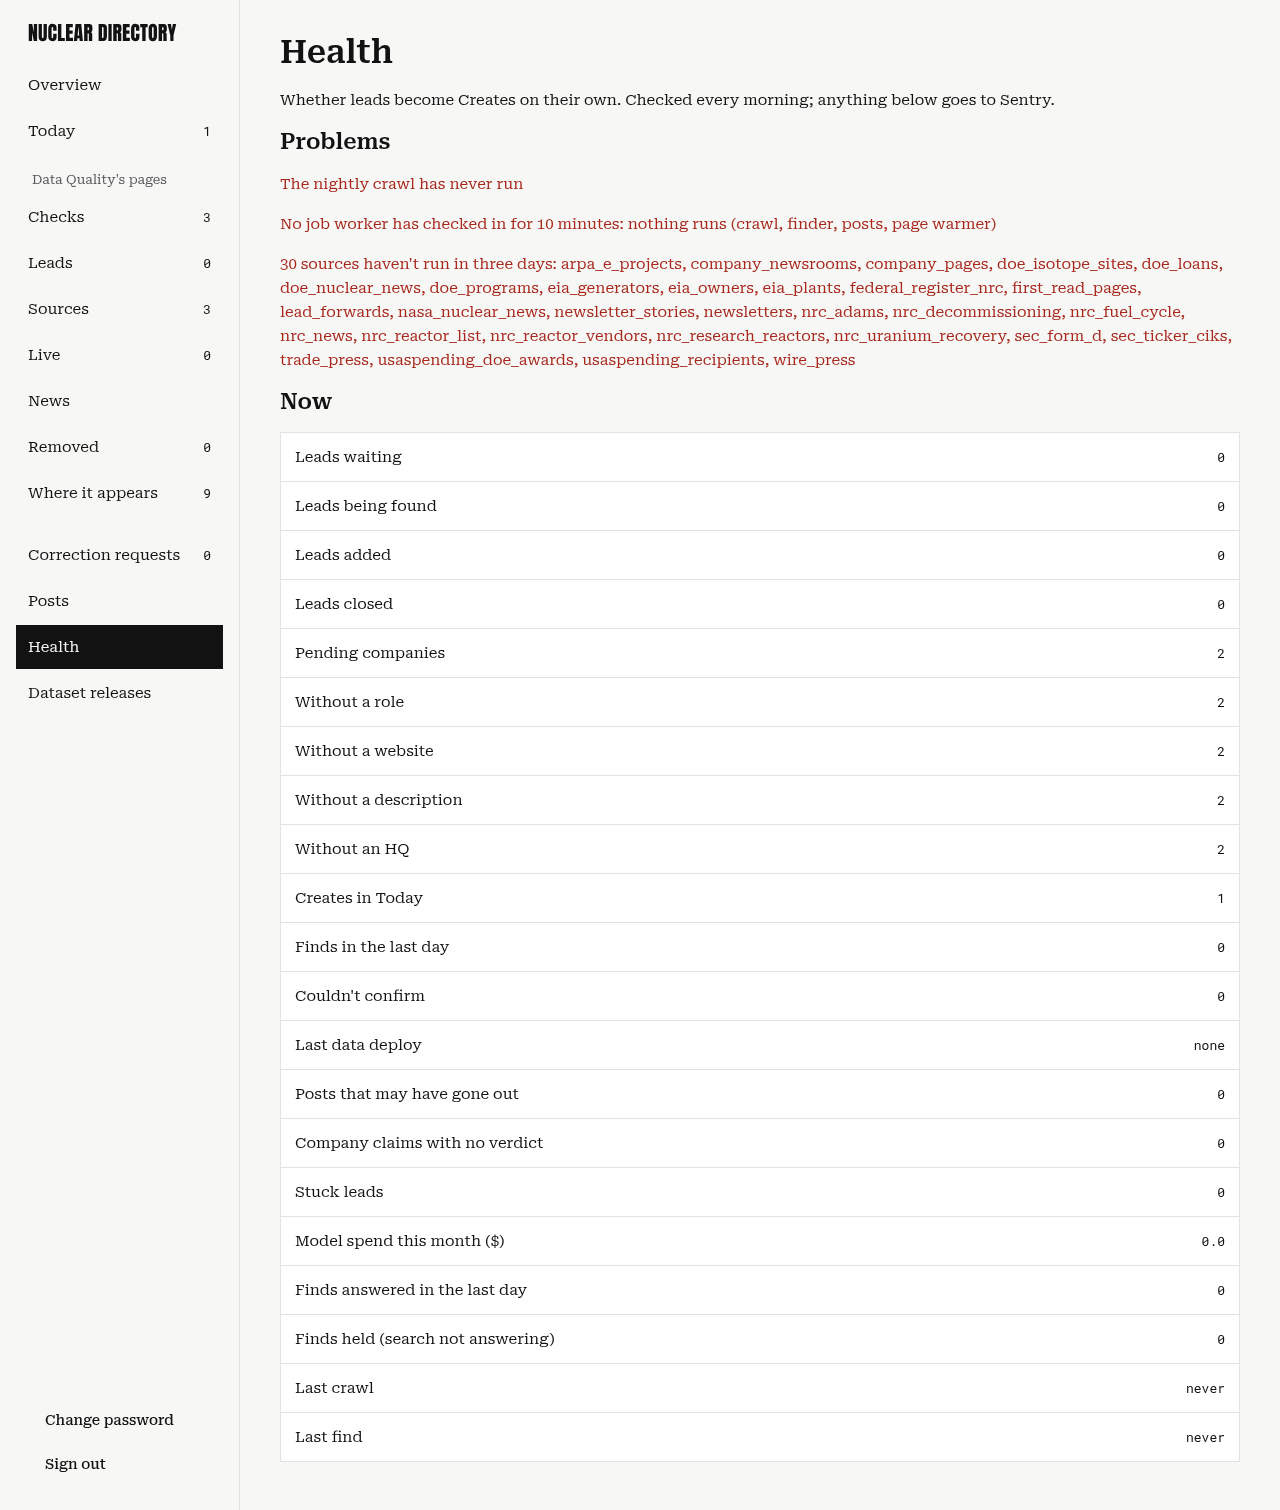 NUCLEAR DIRECTORY
Overview
Today 1
Data Quality's pages
Checks 3
Leads 0
Sources 3
Live 0
News
Removed 0
Where it appears 9
Correction requests 0
Posts
Health
Dataset releases
Change password
Sign out
Health
Whether leads become Creates on their own. Checked every morning; anything below goes to Sentry.
Problems
The nightly crawl has never run
No job worker has checked in for 10 minutes: nothing runs (crawl, finder, posts, page warmer)
30 sources haven't run in three days: arpa_e_projects, company_newsrooms, company_pages, doe_isotope_sites, doe_loans,
doe_nuclear_news, doe_programs, eia_generators, eia_owners, eia_plants, federal_register_nrc, first_read_pages,
lead_forwards, nasa_nuclear_news, newsletter_stories, newsletters, nrc_adams, nrc_decommissioning, nrc_fuel_cycle,
nrc_news, nrc_reactor_list, nrc_reactor_vendors, nrc_research_reactors, nrc_uranium_recovery, sec_form_d, sec_ticker_ciks,
trade_press, usaspending_doe_awards, usaspending_recipients, wire_press
Now
Leads waiting 0
Leads being found 0
Leads added 0
Leads closed 0
Pending companies 2
Without a role 2
Without a website 2
Without a description 2
Without an HQ 2
Creates in Today 1
Finds in the last day 0
Couldn't confirm 0
Last data deploy none
Posts that may have gone out 0
Company claims with no verdict 0
Stuck leads 0
Model spend this month ($) 0.0
Finds answered in the last day 0
Finds held (search not answering) 0
Last crawl never
Last find never